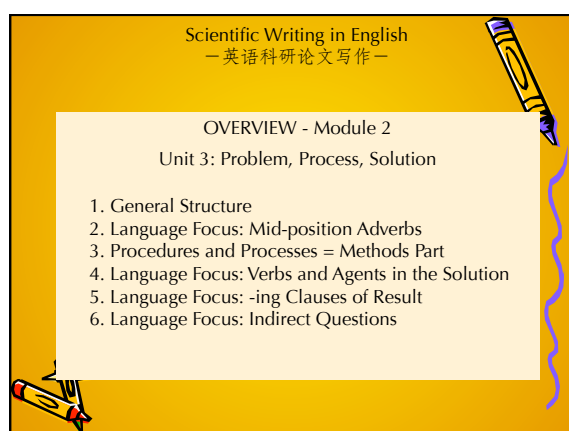 Scientific Writing in English
－英语科研论文写作－
OVERVIEW - Module 2
Unit 3: Problem, Process, Solution
1. General Structure
2. Language Focus: Mid-position Adverbs
3. Procedures and Processes = Methods Part
4. Language Focus: Verbs and Agents in the Solution
5. Language Focus: -ing Clauses of Result
6. Language Focus: Indirect Questions